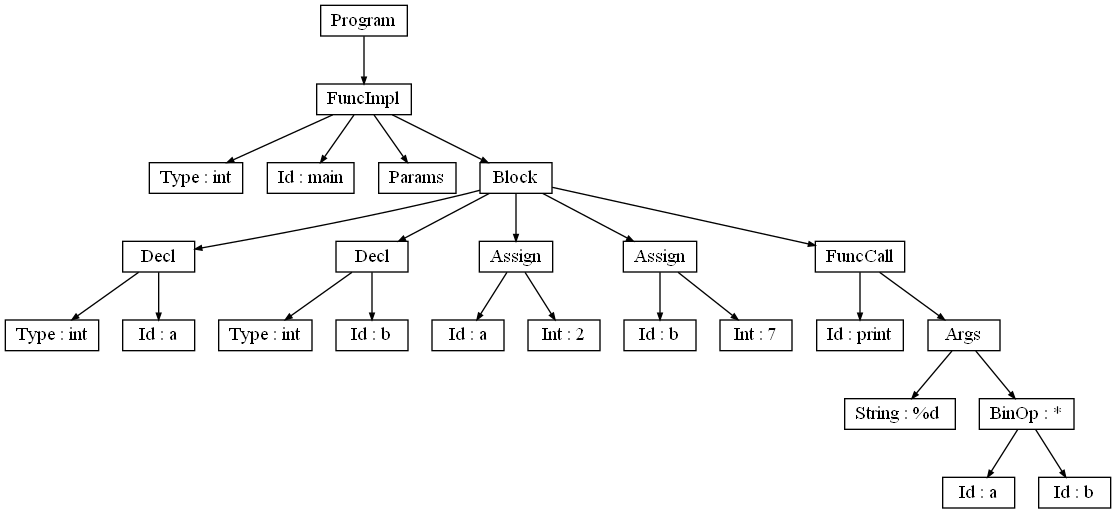 Program
FuncImpl
Type : int Id : main Params Block
Decl Decl Assign Assign FuncCall
Type : int Id : a Type : int Id : b Id : a Int : 2 Id : b Int : 7 Id : print Args
String : %d BinOp : *
Id : a Id : b